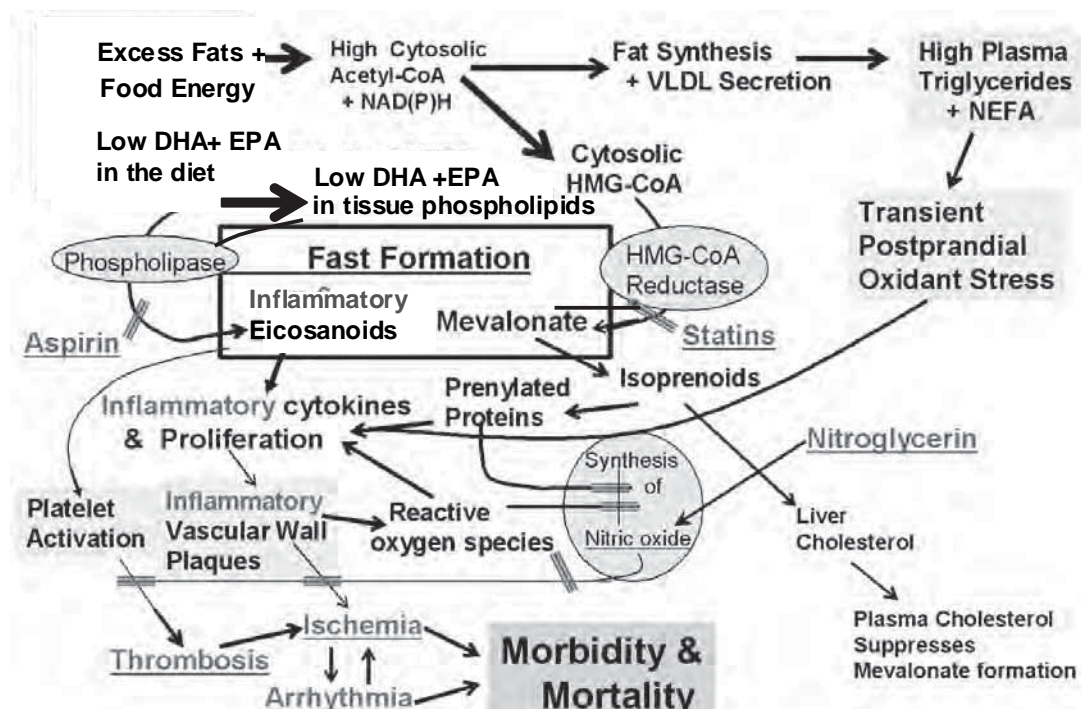 Excess Fats +
Food Energy
High Cytosolic
Acetyl-CoA
+ NAD(P)H
Fat Synthesis
+ VLDL Secretion
High Plasma
Triglycerides
+ NEFA
Low DHA+ EPA
in the diet
Low DHA +EPA
in tissue phospholipids
Cytosolic
HMG-CoA
Transient
Postprandial
Oxidant Stress
Phospholipase
Fast Formation
HMG-CoA
Reductase
Inflammatory
Eicosanoids
Mevalonate
Aspirin
Statins
Isoprenoids
Prenylated
Proteins
Inflammatory cytokines
& Proliferation
Nitroglycerin
Synthesis
of
Nitric oxide
Platelet
Activation
Inflammatory
Vascular Wall
Plaques
Reactive
oxygen species
Liver
Cholesterol
Plasma Cholesterol
Suppresses
Mevalonate formation
Thrombosis
Ischemia
Arrhythmia
Morbidity &
Mortality